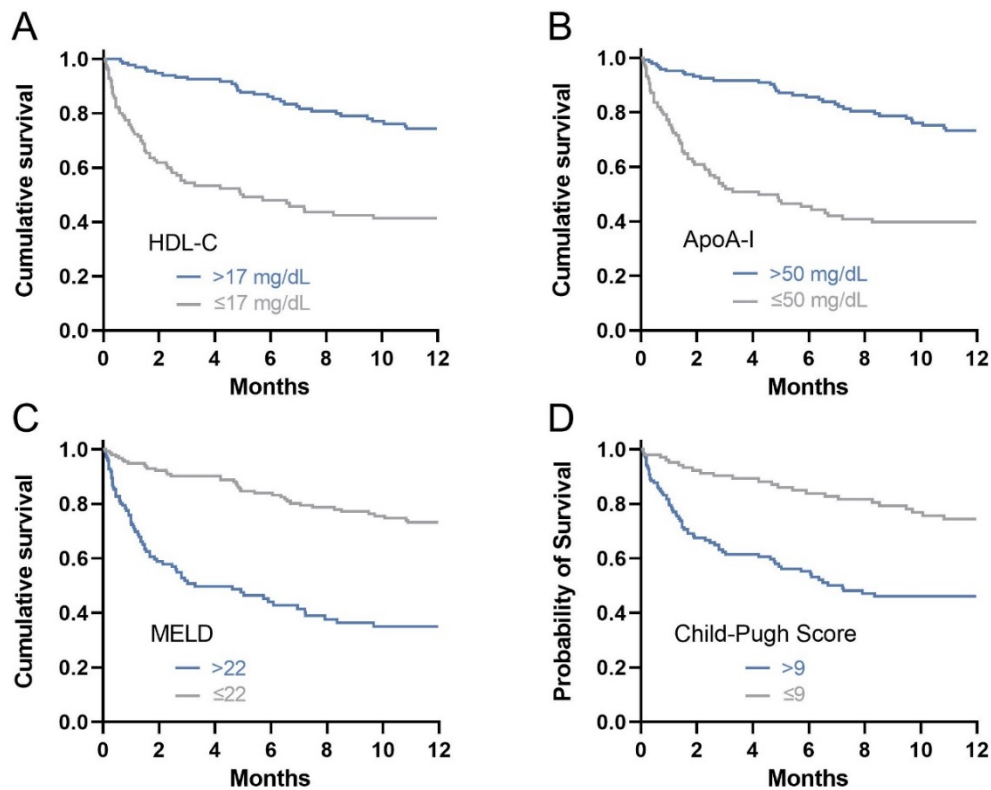 A
Cumulative survival
1.0
0.8
0.6
0.4
0.2
0.0
HDL-C
>17 mg/dL
≤17 mg/dL
0 2 4 6 8 10 12
Months
B
Cumulative survival
1.0
0.8
0.6
0.4
0.2
0.0
ApoA-I
>50 mg/dL
≤50 mg/dL
0 2 4 6 8 10 12
Months
C
Cumulative survival
1.0
0.8
0.6
0.4
0.2
0.0
MELD
>22
≤22
0 2 4 6 8 10 12
Months
D
Probability of Survival
1.0
0.8
0.6
0.4
0.2
0.0
Child-Pugh Score
>9
≤9
0 2 4 6 8 10 12
Months